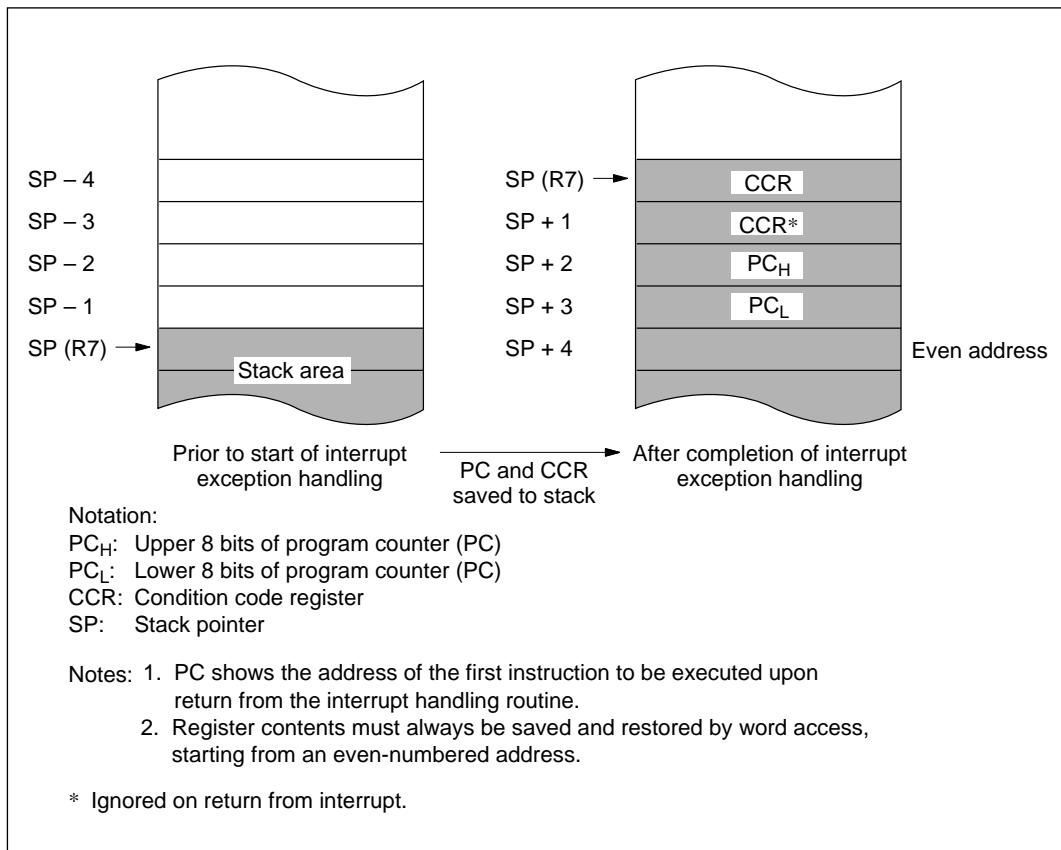 SP – 4
SP – 3
SP – 2
SP – 1
SP (R7)
Stack area
SP (R7)
SP + 1
SP + 2
SP + 3
SP + 4
CCR
CCR*
PCH
PCL
Even address
Prior to start of interrupt
exception handling
PC and CCR
saved to stack
After completion of interrupt
exception handling
Notation:
PCH: Upper 8 bits of program counter (PC)
PCL: Lower 8 bits of program counter (PC)
CCR: Condition code register
SP: Stack pointer
Notes: 1. PC shows the address of the first instruction to be executed upon
return from the interrupt handling routine.
2. Register contents must always be saved and restored by word access,
starting from an even-numbered address.
* Ignored on return from interrupt.